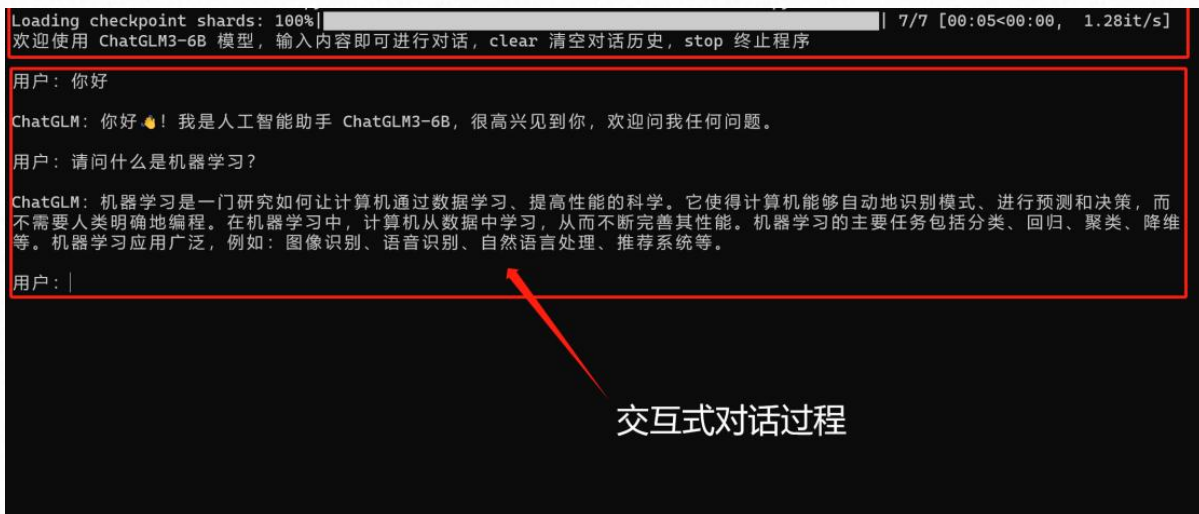 Loading checkpoint shards: 100%| | 7/7 [00:05<00:00, 1.28it/s]
欢迎使用 ChatGLM3-6B 模型，输入内容即可进行对话，clear 清空对话历史，stop 终止程序
用户：你好
ChatGLM：你好👋！我是人工智能助手 ChatGLM3-6B，很高兴见到你，欢迎问我任何问题。
用户：请问什么是机器学习？
ChatGLM：机器学习是一门研究如何让计算机通过数据学习、提高性能的科学。它使得计算机能够自动地识别模式、进行预测和决策，而
不需要人类明确地编程。在机器学习中，计算机从数据中学习，从而不断完善其性能。机器学习的主要任务包括分类、回归、聚类、降维
等。机器学习应用广泛，例如：图像识别、语音识别、自然语言处理、推荐系统等。
用户：
交互式对话过程